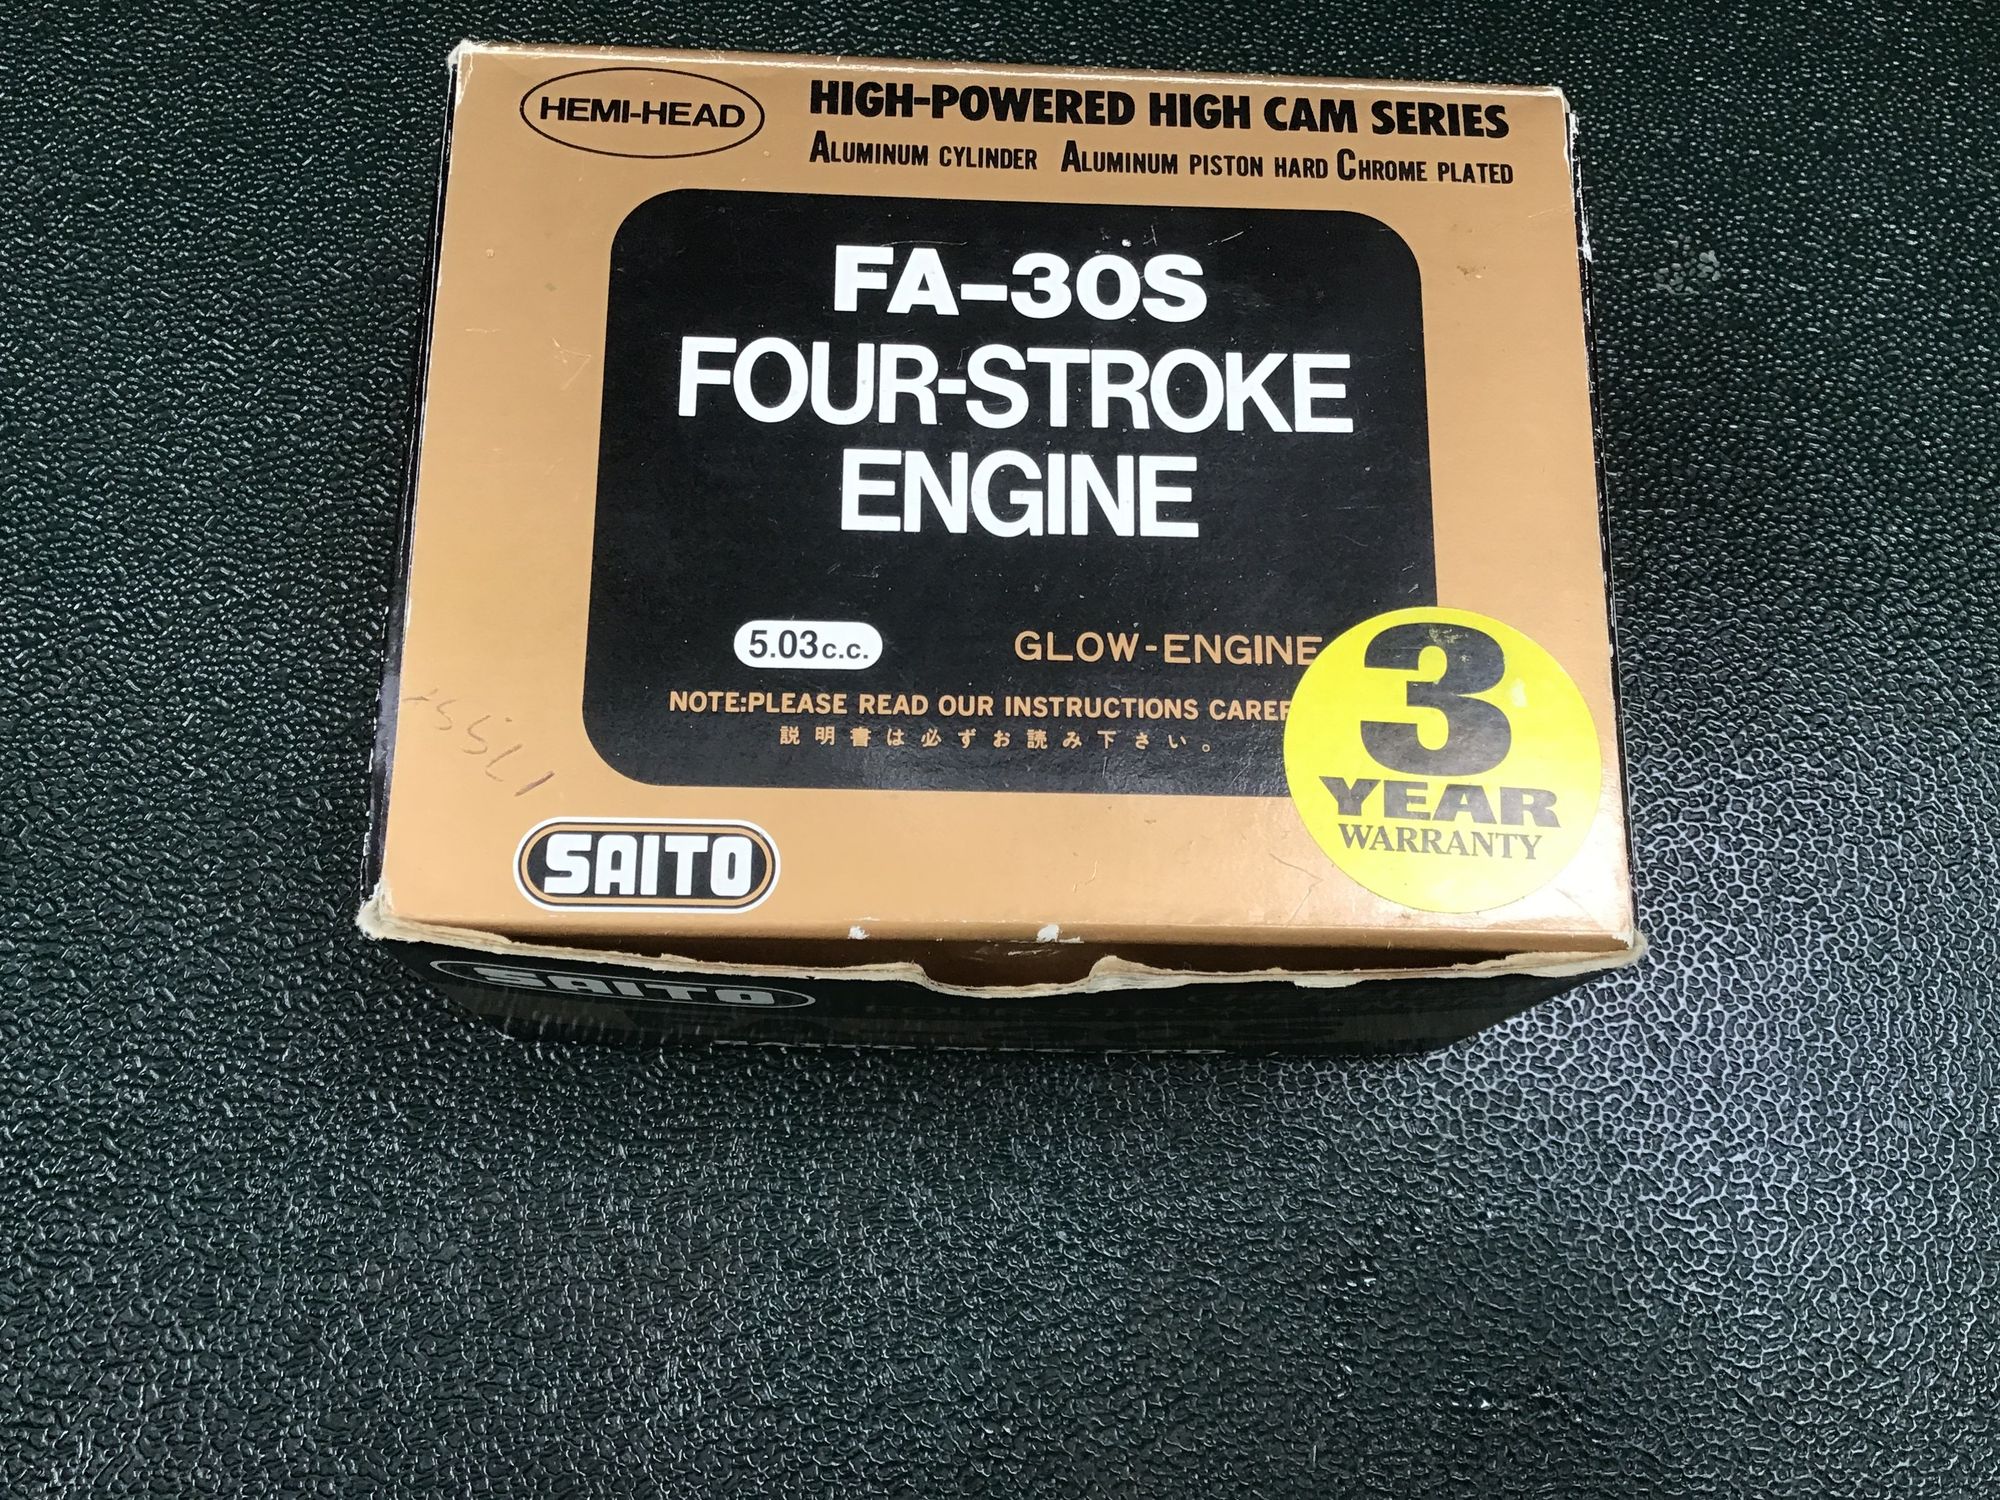 HEMI-HEAD
HIGH-POWERED HIGH CAM SERIES
ALUMINUM CYLINDER ALUMINUM PISTON HARD CHROME PLATED
FA-30S
FOUR-STROKE
ENGINE
5.03c.c.
GLOW-ENGINE
NOTE:PLEASE READ OUR INSTRUCTIONS
説明書は必ずお読み下さい。
3
YEAR
WARRANTY
SAITO
SAITO